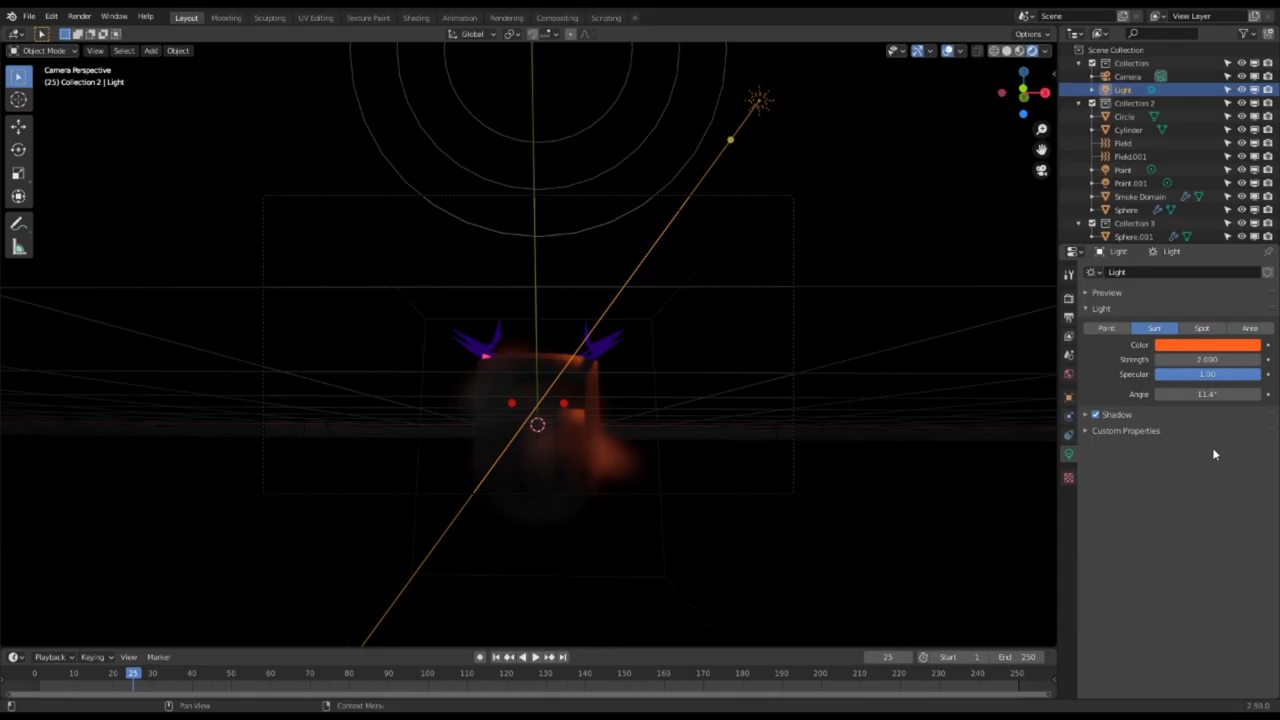 File Edit Render Window Help Layout Modeling Sculpting UV Editing Texture Paint Shading Animation Rendering Compositing Scripting + Scene View Layer
Global Options
Object Mode View Select Add Object
Camera Perspective
(25) Collection 2 | Light
Scene Collection
Collection
Camera
Light
Collection 2
Circle
Cylinder
Field
Field.001
Point
Point.001
Smoke Domain
Sphere
Collection 3
Sphere.001
Light Light
Light
Preview
Light
Point Sun Spot Area
Color
Strength 2.000
Specular 1.00
Angle 11.4°
Shadow
Custom Properties
Playback Keying View Marker 25 Start 1 End 250
0 10 20 25 30 40 50 60 70 80 90 100 110 120 130 140 150 160 170 180 190 200 210 220 230 240 250
Pan View Context Menu 2.90.0